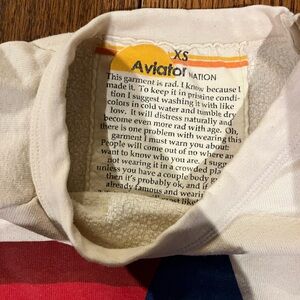 XS
Aviator NATION
This garment is rad. I know because I
made it. To keep it in pristine condi-
tion I suggest washing it with like
colors in cold water and tumble dry
low. it will distress naturally and
become even more rad with age. Oh,
there is one problem with wearing this
garment I must warn you about:
People will come out of no where an
want to know who you are. I sugg
not wearing it in a crowded pla
unless you have a couple body g
then it's probably ok, and if
already famous and weari
most like